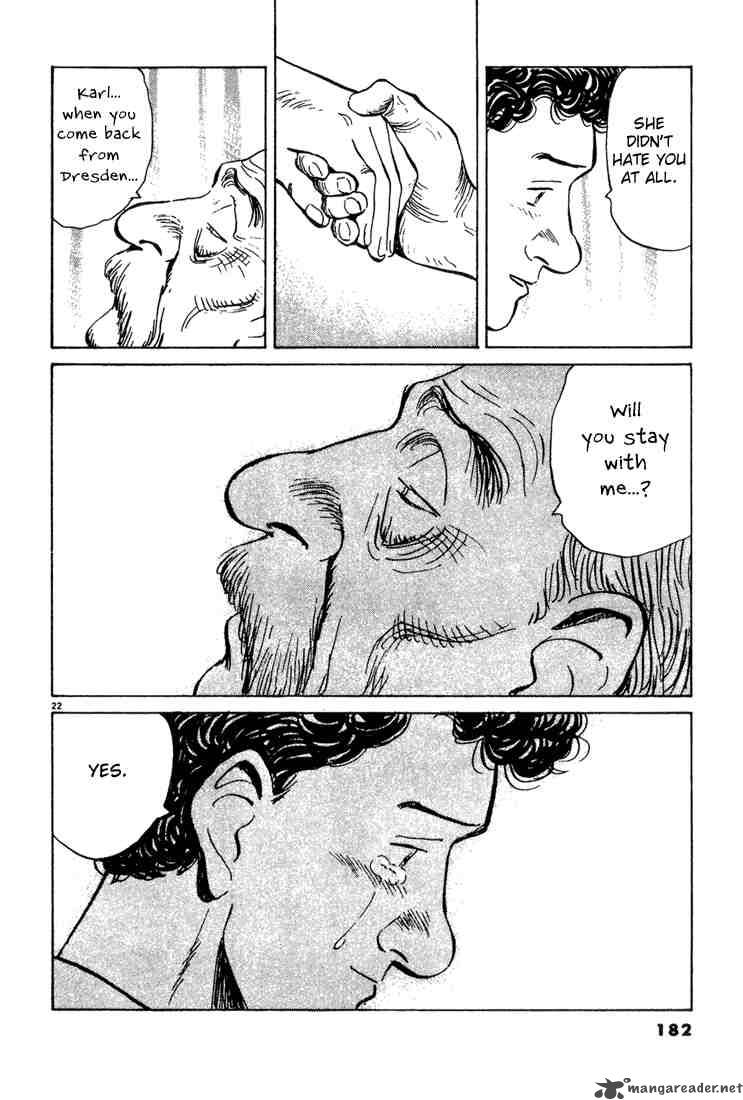 SHE
DIDN'T
HATE YOU
AT ALL.
Karl...
when you
come back
from
Dresden...
Will
you stay
with
me...?
22
YES.
182
mangareader.net